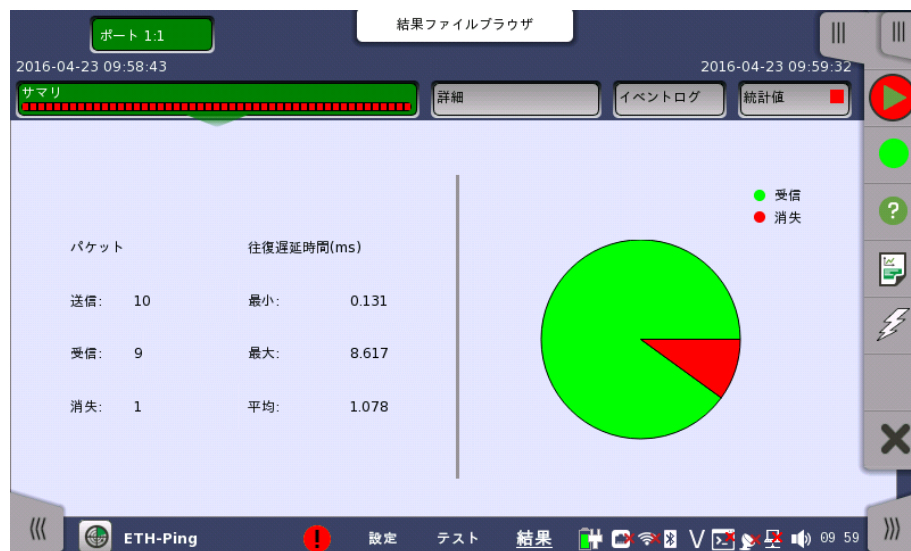 ポート 1:1
結果ファイルブラウザ
2016-04-23 09:58:43
2016-04-23 09:59:32
サマリ
詳細
イベントログ
統計値
受信
消失
パケット
往復遅延時間(ms)
送信: 10
最小: 0.131
受信: 9
最大: 8.617
消失: 1
平均: 1.078
ETH-Ping
設定
テスト
結果
09 59